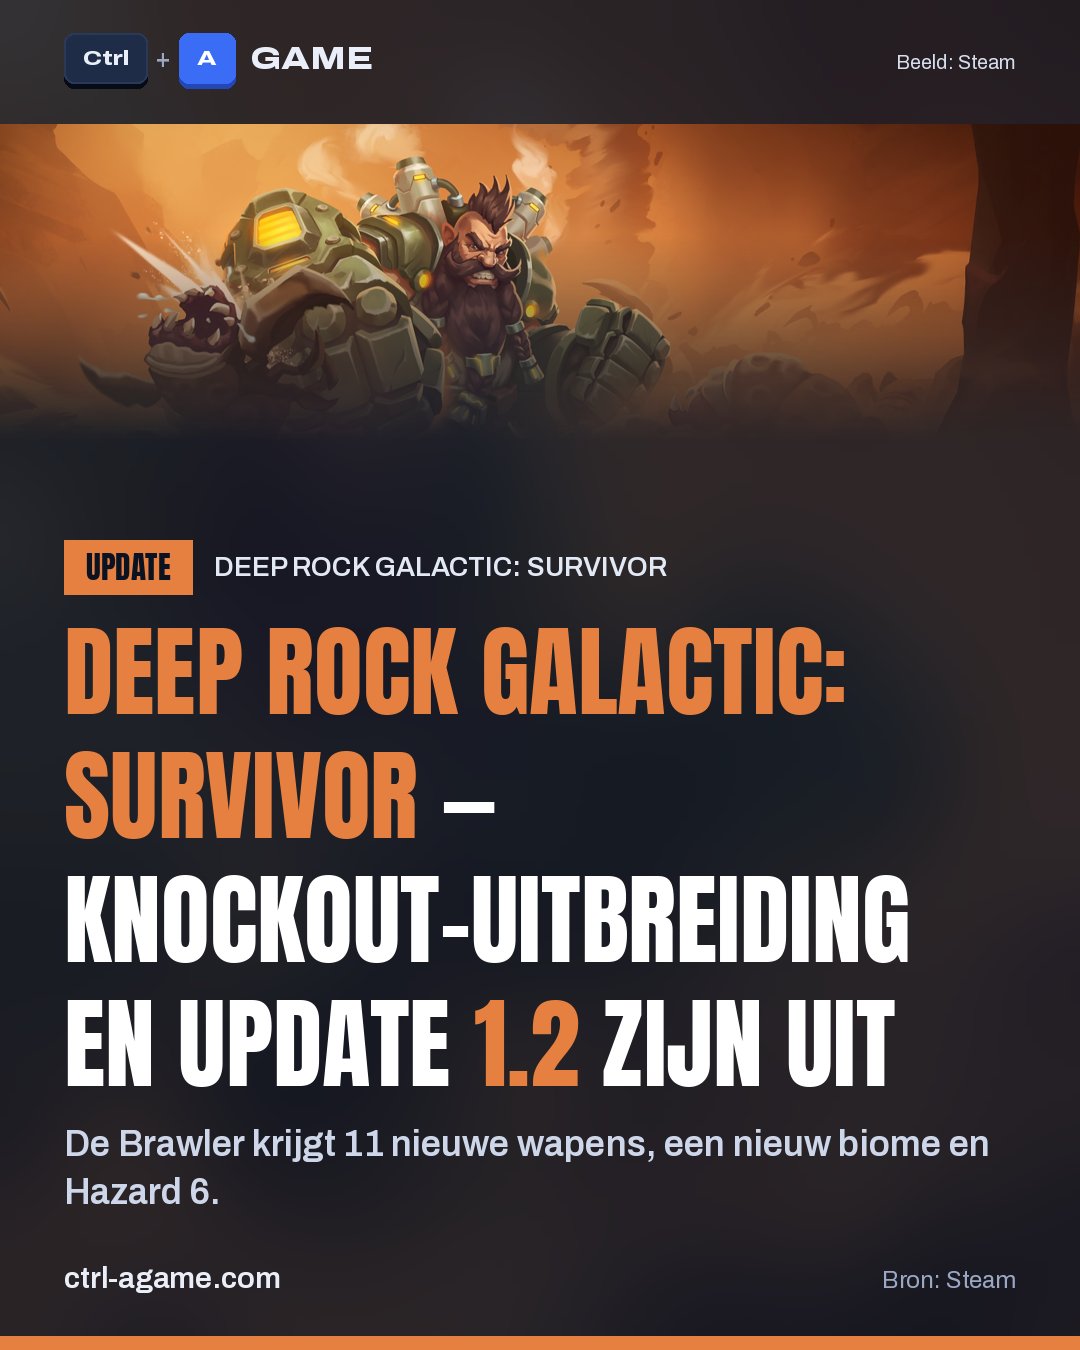 Ctrl + A GAME
Beeld: Steam
UPDATE DEEP ROCK GALACTIC: SURVIVOR
DEEP ROCK GALACTIC:
SURVIVOR –
KNOCKOUT-UITBREIDING
EN UPDATE 1.2 ZIJN UIT
De Brawler krijgt 11 nieuwe wapens, een nieuw biome en
Hazard 6.
ctrl-agame.com
Bron: Steam